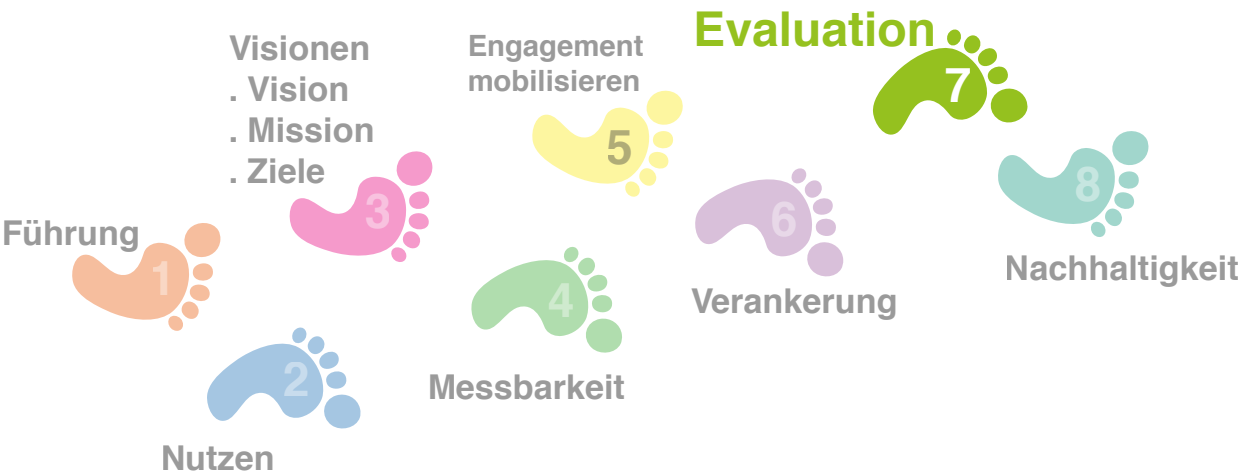 Führung
1
Nutzen
2
Visionen
. Vision
. Mission
. Ziele
3
Messbarkeit
4
Engagement
mobilisieren
5
Verankerung
6
Evaluation
7
Nachhaltigkeit
8